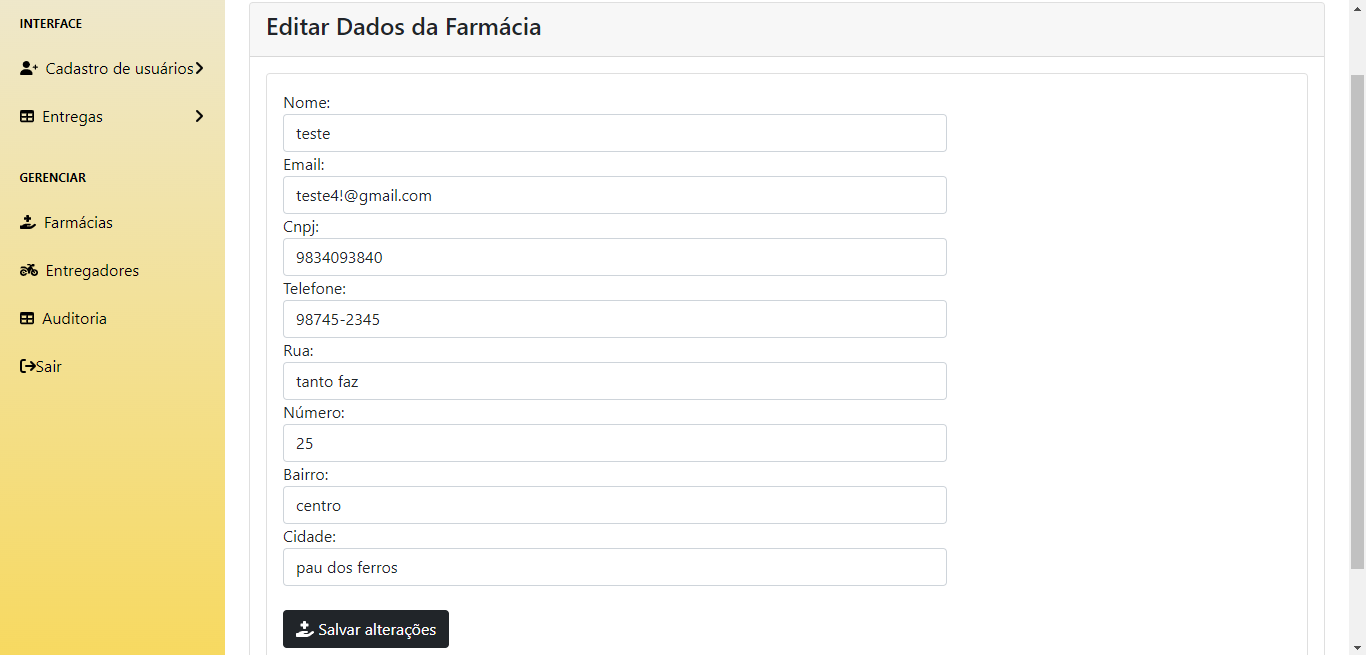 INTERFACE
Cadastro de usuários
Entregas
GERENCIAR
Farmácias
Entregadores
Auditoria
Sair
Editar Dados da Farmácia
Nome:
teste
Email:
teste4!@gmail.com
Cnpj:
9834093840
Telefone:
98745-2345
Rua:
tanto faz
Número:
25
Bairro:
centro
Cidade:
pau dos ferros
Salvar alterações